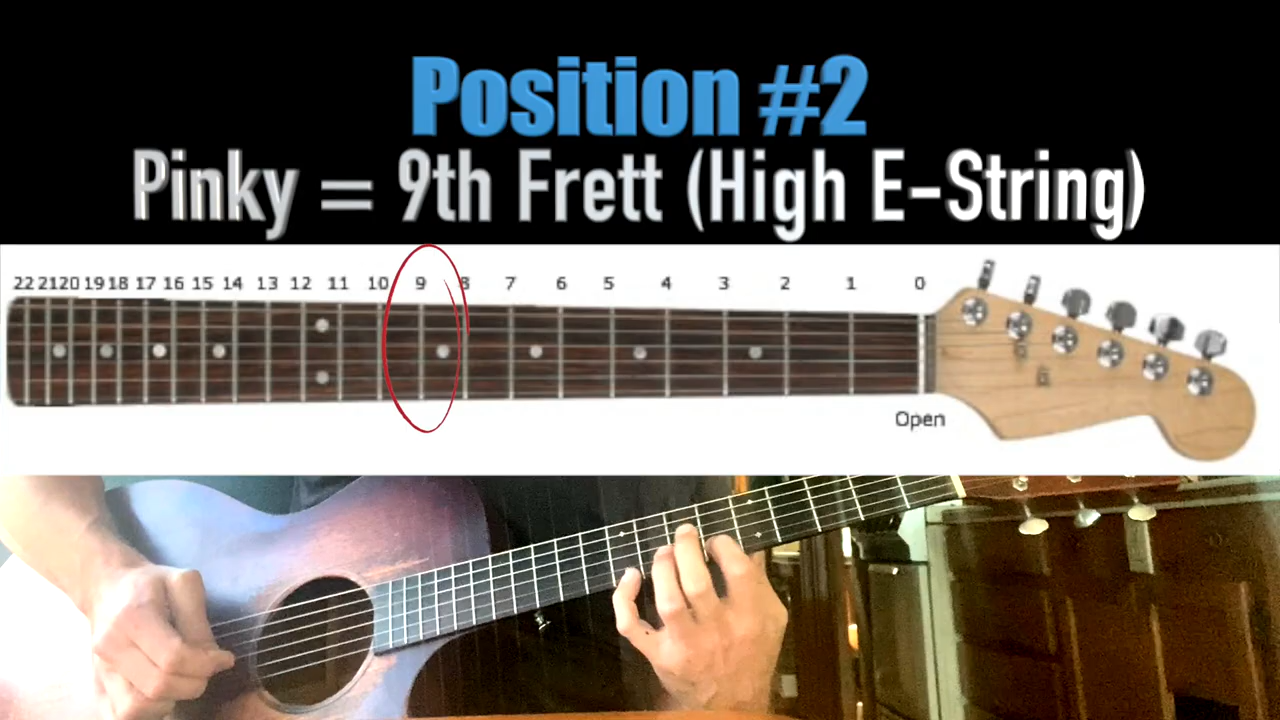 Position #2
Pinky = 9th Frett (High E-String)
22 21 20 19 18 17 16 15 14 13 12 11 10 9 8 7 6 5 4 3 2 1 0
Open